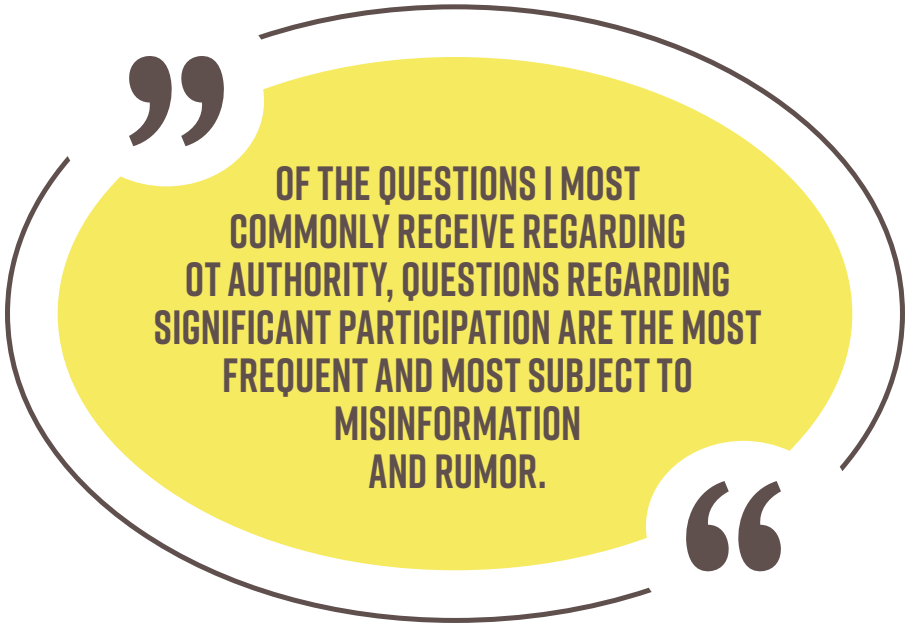 ”
OF THE QUESTIONS I MOST
COMMONLY RECEIVE REGARDING
OT AUTHORITY, QUESTIONS REGARDING
SIGNIFICANT PARTICIPATION ARE THE MOST
FREQUENT AND MOST SUBJECT TO
MISINFORMATION
AND RUMOR.
“